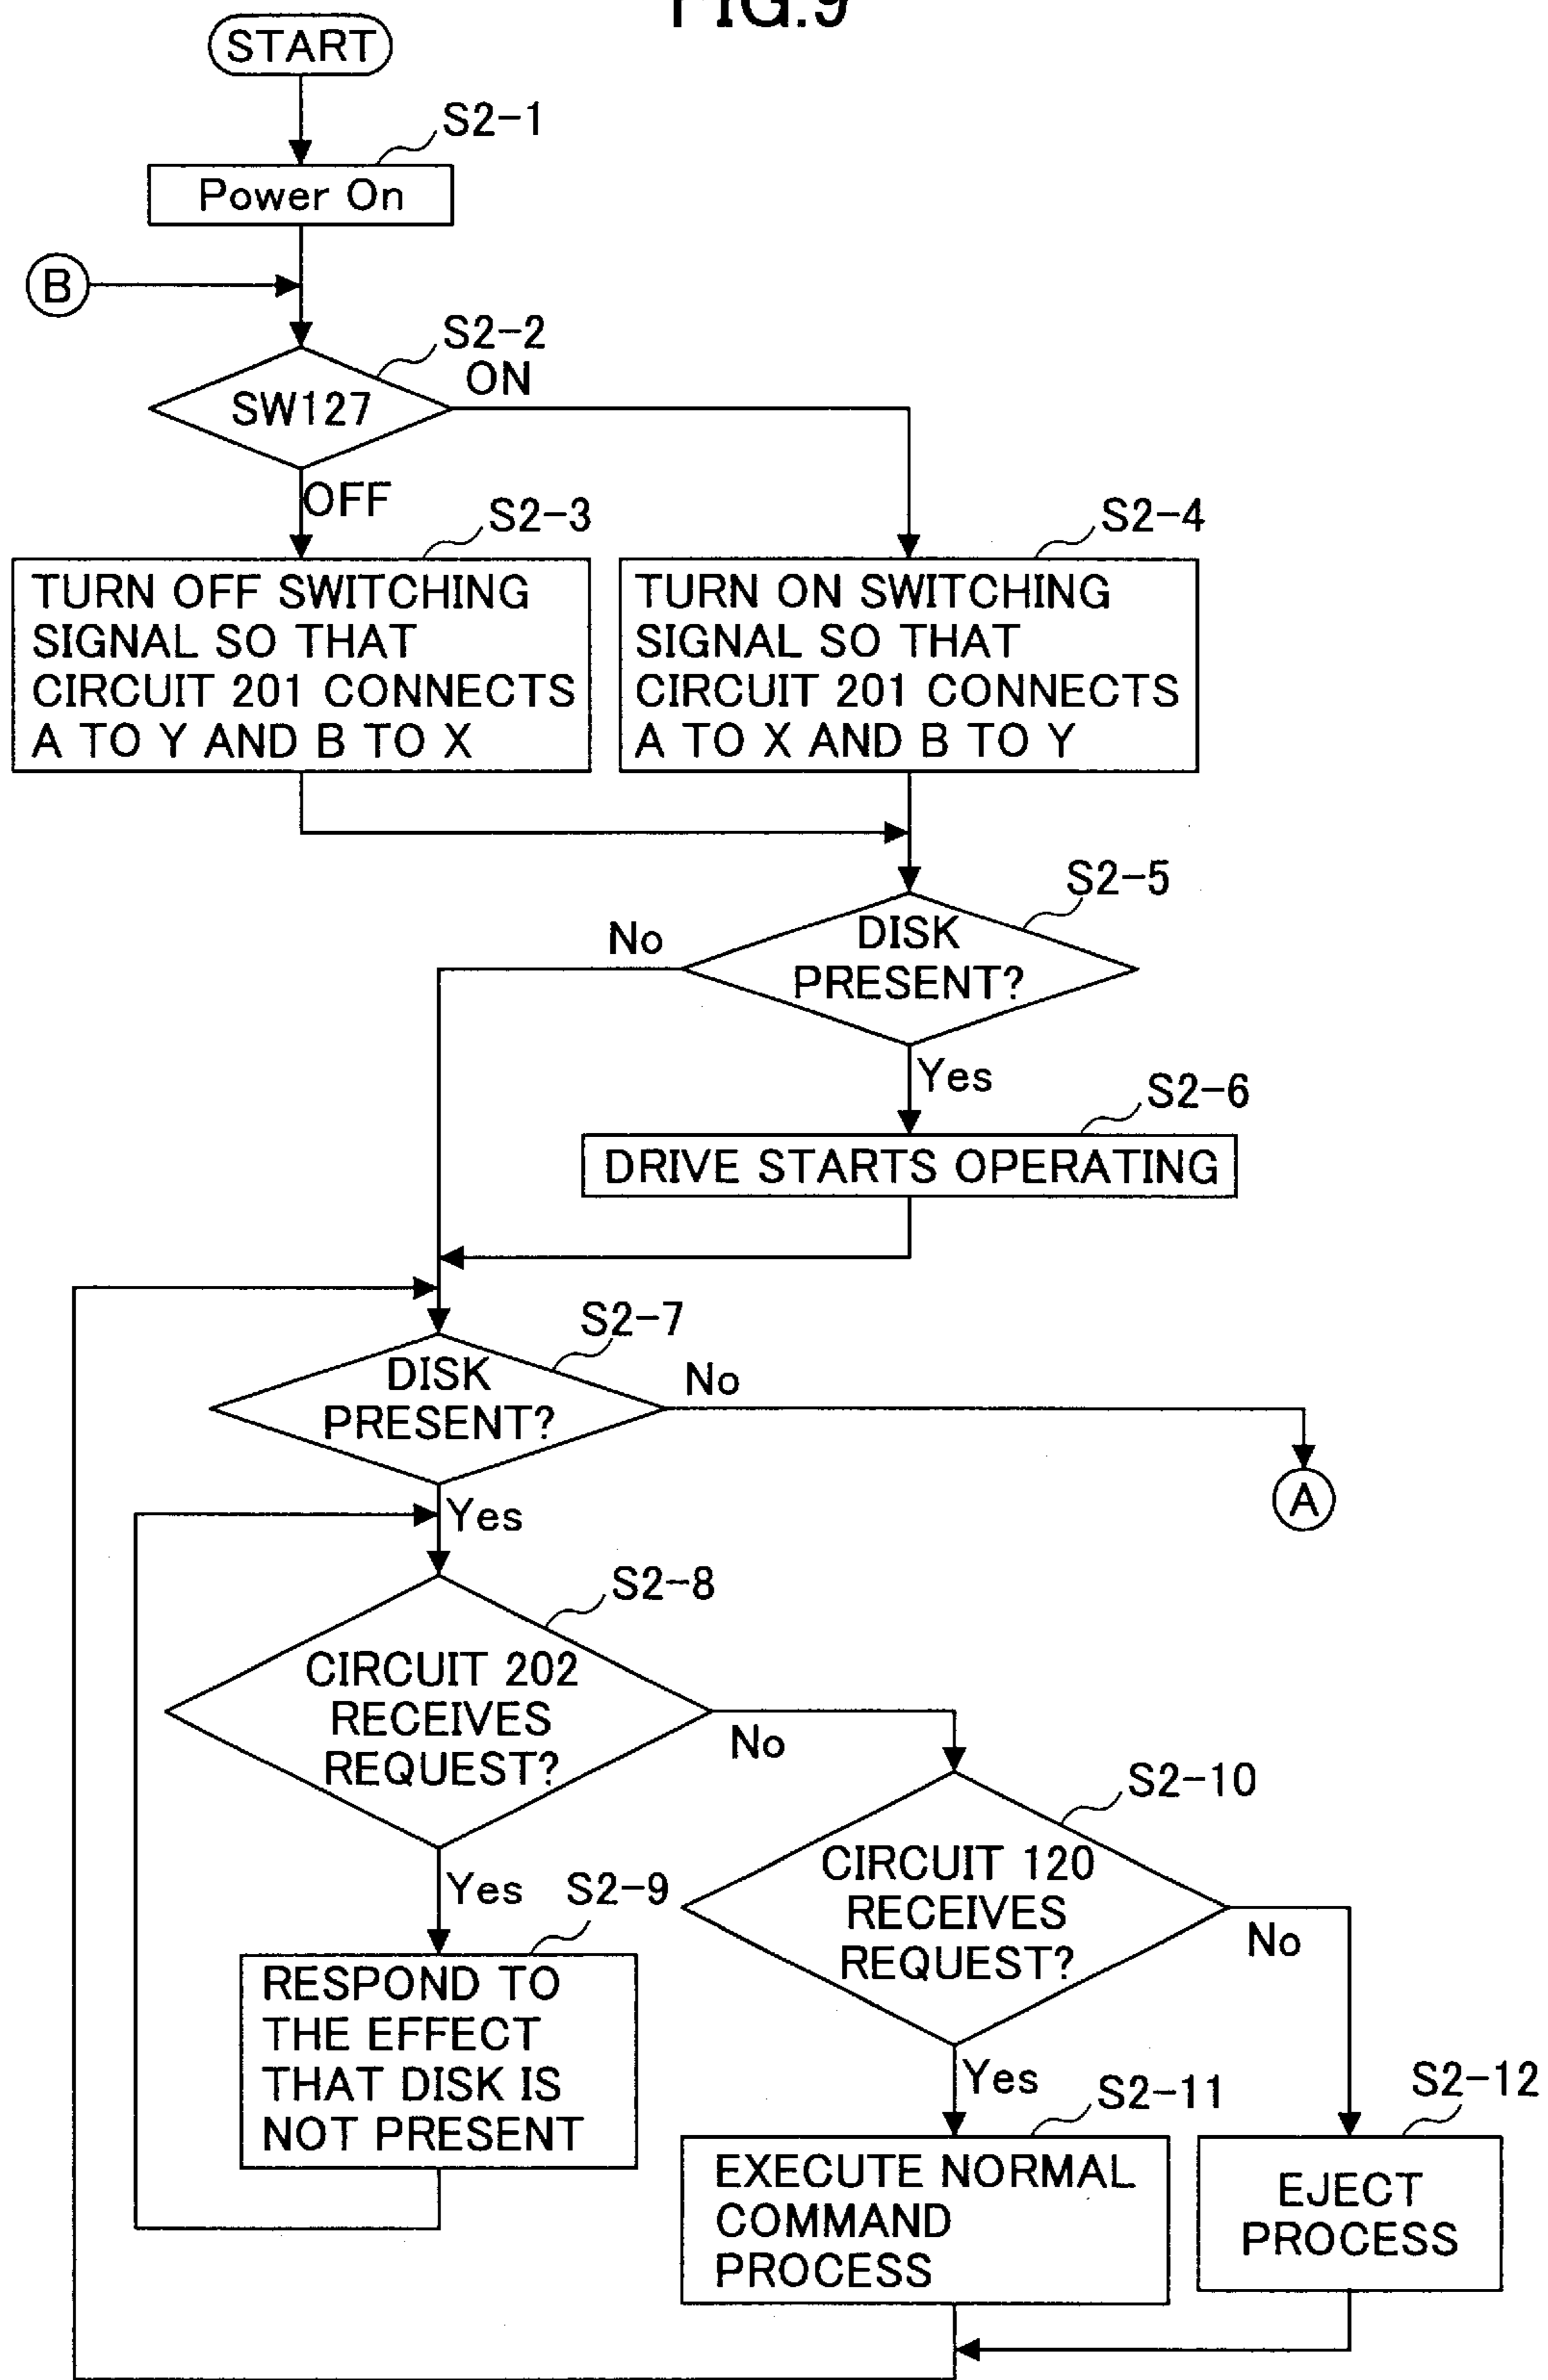 FIG.9
START
S2-1
Power On
B
S2-2
ON
SW127
OFF
S2-3
S2-4
TURN OFF SWITCHING
SIGNAL SO THAT
CIRCUIT 201 CONNECTS
A TO Y AND B TO X
TURN ON SWITCHING
SIGNAL SO THAT
CIRCUIT 201 CONNECTS
A TO X AND B TO Y
S2-5
No
DISK
PRESENT?
Yes
S2-6
DRIVE STARTS OPERATING
S2-7
DISK
PRESENT?
No
A
Yes
S2-8
CIRCUIT 202
RECEIVES
REQUEST?
No
S2-10
CIRCUIT 120
RECEIVES
REQUEST?
No
Yes
S2-9
RESPOND TO
THE EFFECT
THAT DISK IS
NOT PRESENT
Yes
S2-11
S2-12
EXECUTE NORMAL
COMMAND
PROCESS
EJECT
PROCESS